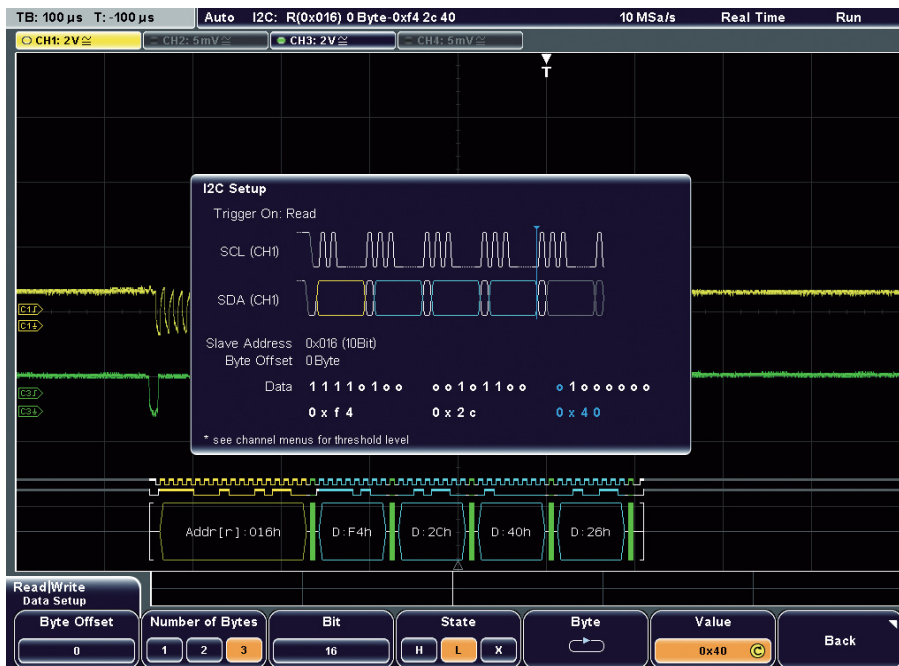 TB: 100 µs T: -100 µs Auto I2C: R(0x016) 0 Byte-0xf4 2c 40 10 MSa/s Real Time Run
CH1: 2V≅ CH2: 5mV≅ CH3: 2V≅ CH4: 5mV≅
T
I2C Setup
Trigger On: Read
SCL (CH1)
SDA (CH1)
Slave Address 0x016 (10Bit)
Byte Offset 0Byte
Data 11110100 00101100 01000000
0xf4 0x2c 0x40
* see channel menus for threshold level
C1
C1
C3
C3
Addr[r]:016h D:F4h D:2Ch D:40h D:26h
Read|Write
Data Setup
Byte Offset Number of Bytes Bit State Byte Value
0 1 2 3 16 H L X 0x40 C Back